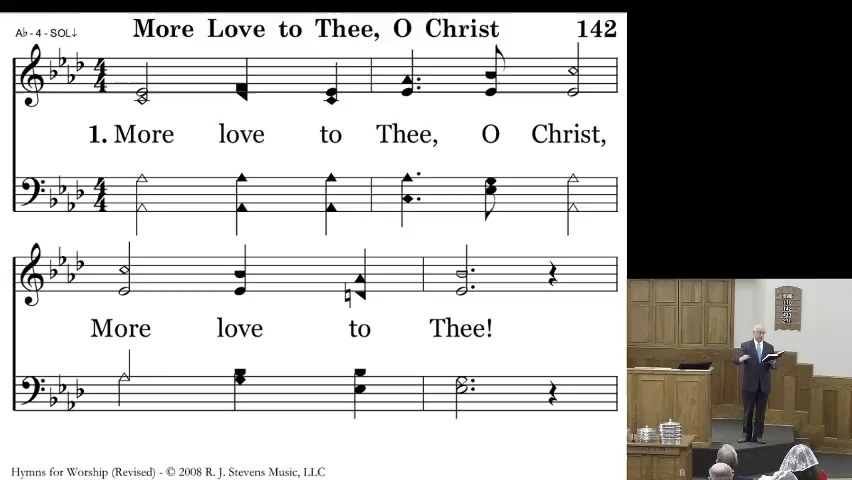 More Love to Thee, O Christ 142
A♭ - 4 - SOL↓
1. More love to Thee, O Christ,
More love to Thee!
Hymns for Worship (Revised) - © 2008 R. J. Stevens Music, LLC